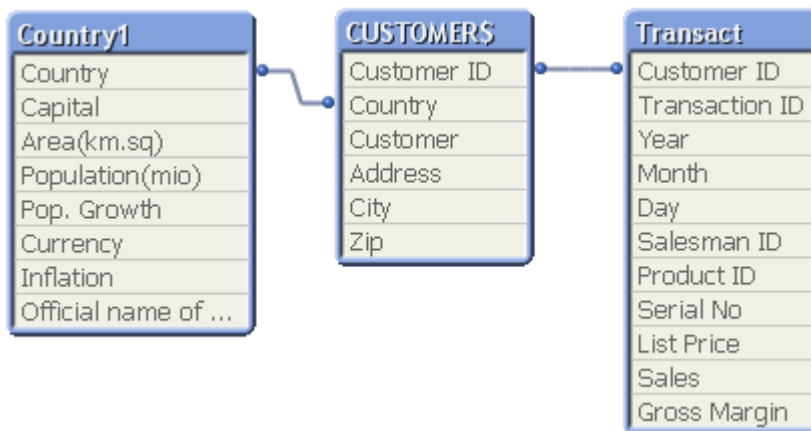 Country1
Country
Capital
Area(km.sq)
Population(mio)
Pop. Growth
Currency
Inflation
Official name of ...
CUSTOMER$
Customer ID
Country
Customer
Address
City
Zip
Transact
Customer ID
Transaction ID
Year
Month
Day
Salesman ID
Product ID
Serial No
List Price
Sales
Gross Margin